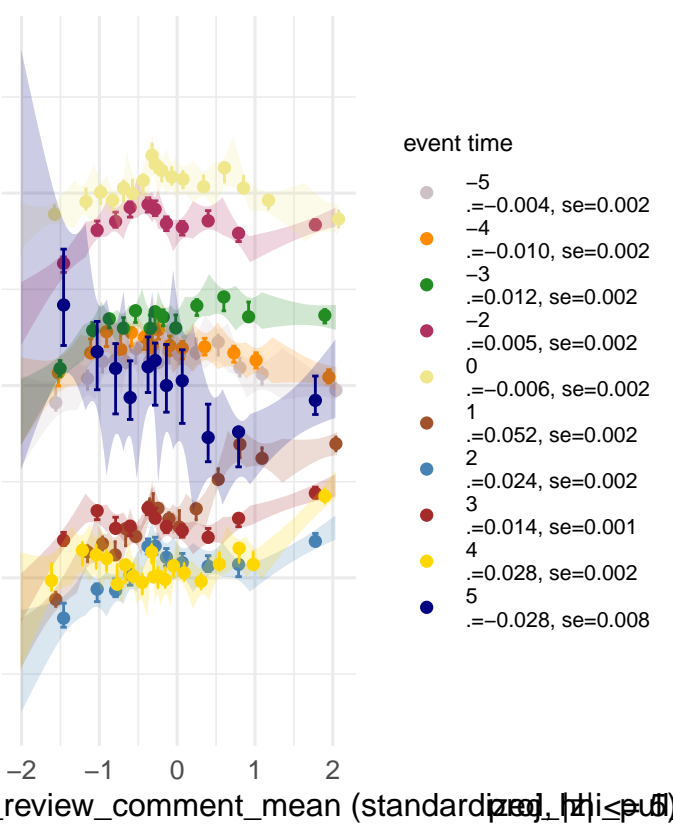 event time
−5
.=−0.004, se=0.002
−4
.=−0.010, se=0.002
−3
.=0.012, se=0.002
−2
.=0.005, se=0.002
0
.=−0.006, se=0.002
1
.=0.052, se=0.002
2
.=0.024, se=0.002
3
.=0.014, se=0.001
4
.=0.028, se=0.002
5
.=−0.028, se=0.008
−2 −1 0 1 2
_review_comment_mean (standardized, |z| <= 5)